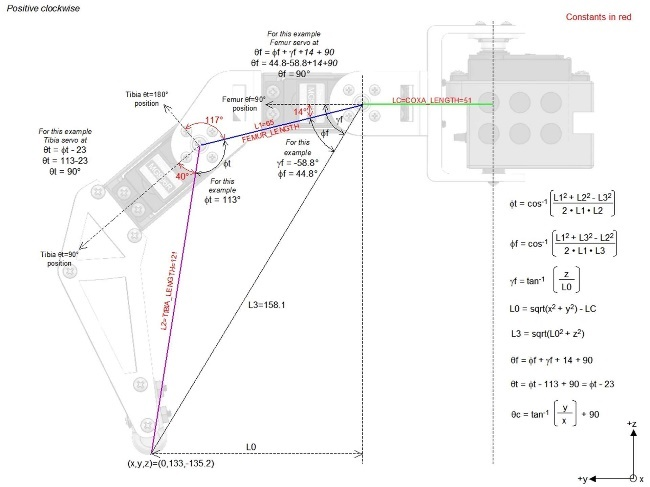 Positive clockwise
Constants in red
For this example
Femur servo at
θf = ϕf + γf +14 + 90
θf = 44.8-58.8+14+90
θf = 90°
Tibia θt=180°
position
Femur θf=90°
position
LC=COXA_LENGTH=51
117°
14°
γf
ϕf
L1=65
FEMUR_LENGTH
For this example
Tibia servo at
θt = ϕt - 23
θt = 113-23
θt = 90°
For this
example
γf = -58.8°
ϕf = 44.8°
ϕt
40°
For this
example
ϕt = 113°
Tibia θt=90°
position
L2=TIBIA_LENGTH=121
L3=158.1
L0
(x,y,z)=(0,133,-135.2)
ϕt = cos-1 [ L1² + L2² - L3² / 2 • L1 • L2 ]
ϕf = cos-1 [ L1² + L3² - L2² / 2 • L1 • L3 ]
γf = tan-1 [ z / L0 ]
L0 = sqrt(x² + y²) - LC
L3 = sqrt(L0² + z²)
θf = ϕf + γf + 14 + 90
θt = ϕt - 113 + 90 = ϕt - 23
θc = tan-1 [ y / x ] + 90
+z
+y
x